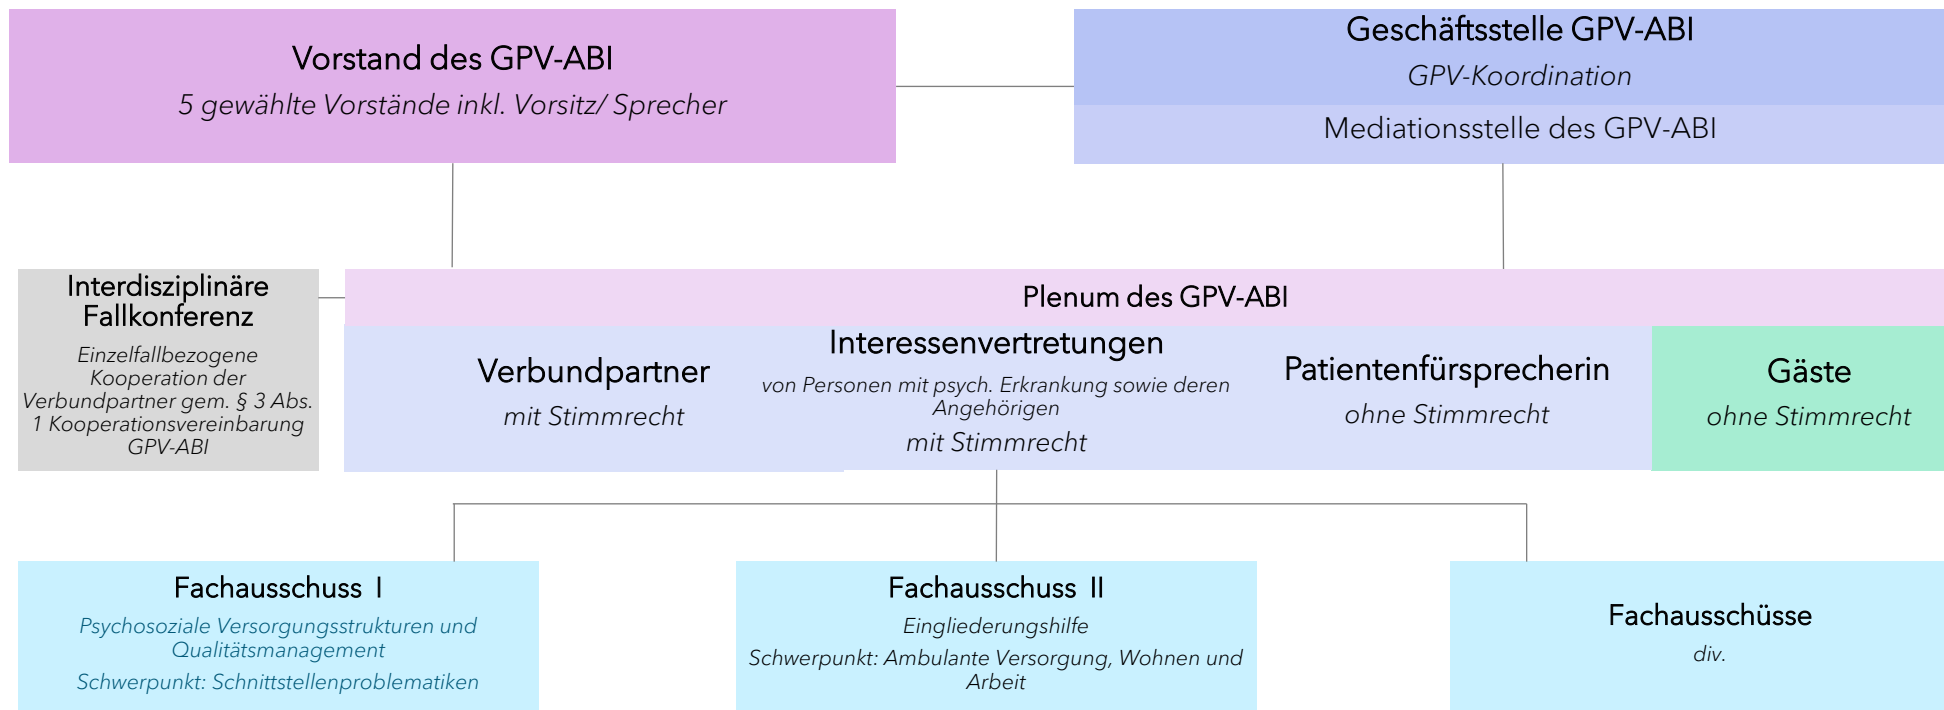 Vorstand des GPV-ABI
5 gewählte Vorstände inkl. Vorsitz/ Sprecher
Geschäftsstelle GPV-ABI
GPV-Koordination
Mediationsstelle des GPV-ABI
Interdisziplinäre
Fallkonferenz
Einzelfallbezogene
Kooperation der
Verbundpartner gem. § 3 Abs.
1 Kooperationsvereinbarung
GPV-ABI
Plenum des GPV-ABI
Verbundpartner
mit Stimmrecht
Interessenvertretungen
von Personen mit psych. Erkrankung sowie deren
Angehörigen
mit Stimmrecht
Patientenfürsprecherin
ohne Stimmrecht
Gäste
ohne Stimmrecht
Fachausschuss I
Psychosoziale Versorgungsstrukturen und
Qualitätsmanagement
Schwerpunkt: Schnittstellenproblematiken
Fachausschuss II
Eingliederungshilfe
Schwerpunkt: Ambulante Versorgung, Wohnen und
Arbeit
Fachausschüsse
div.